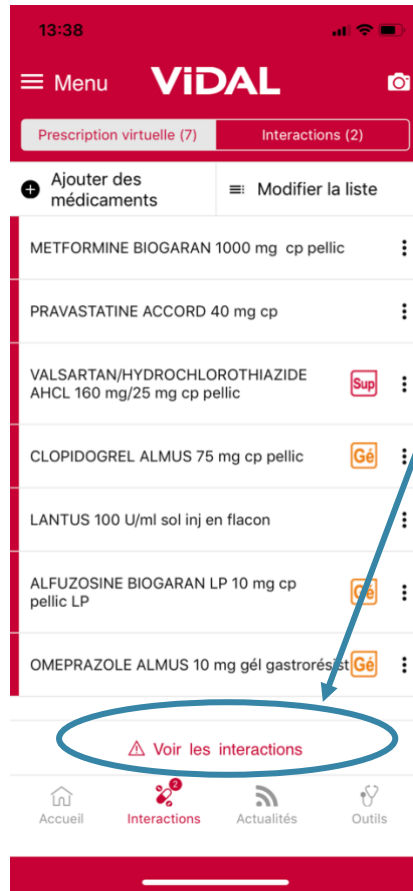 13:38
Menu
ViDAL
Prescription virtuelle (7)
Interactions (2)
Ajouter des
médicaments
Modifier la liste
METFORMINE BIOGARAN 1000 mg cp pellic
PRAVASTATINE ACCORD 40 mg cp
VALSARTAN/HYDROCHLOROTHIAZIDE
AHCL 160 mg/25 mg cp pellic
Sup
CLOPIDOGREL ALMUS 75 mg cp pellic
Gé
LANTUS 100 U/ml sol inj en flacon
ALFUZOSINE BIOGARAN LP 10 mg cp
pellic LP
Gé
OMEPRAZOLE ALMUS 10 mg gél gastrorésist
Gé
Voir les interactions
2
Accueil
Interactions
Actualités
Outils